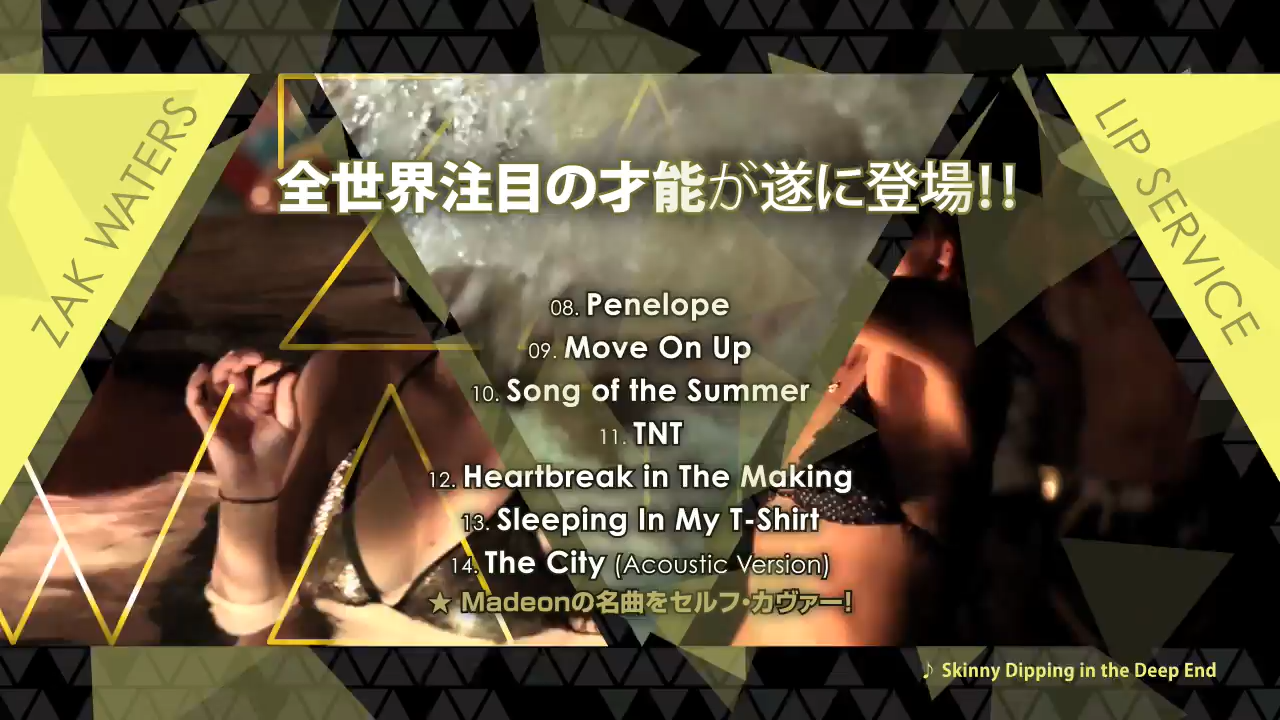 ZAK WATERS
LIP SERVICE
全世界注目の才能が遂に登場!!
08. Penelope
09. Move On Up
10. Song of the Summer
11. TNT
12. Heartbreak in The Making
13. Sleeping In My T-Shirt
14. The City (Acoustic Version)
★ Madeonの名曲をセルフ・カヴァー!
♪ Skinny Dipping in the Deep End